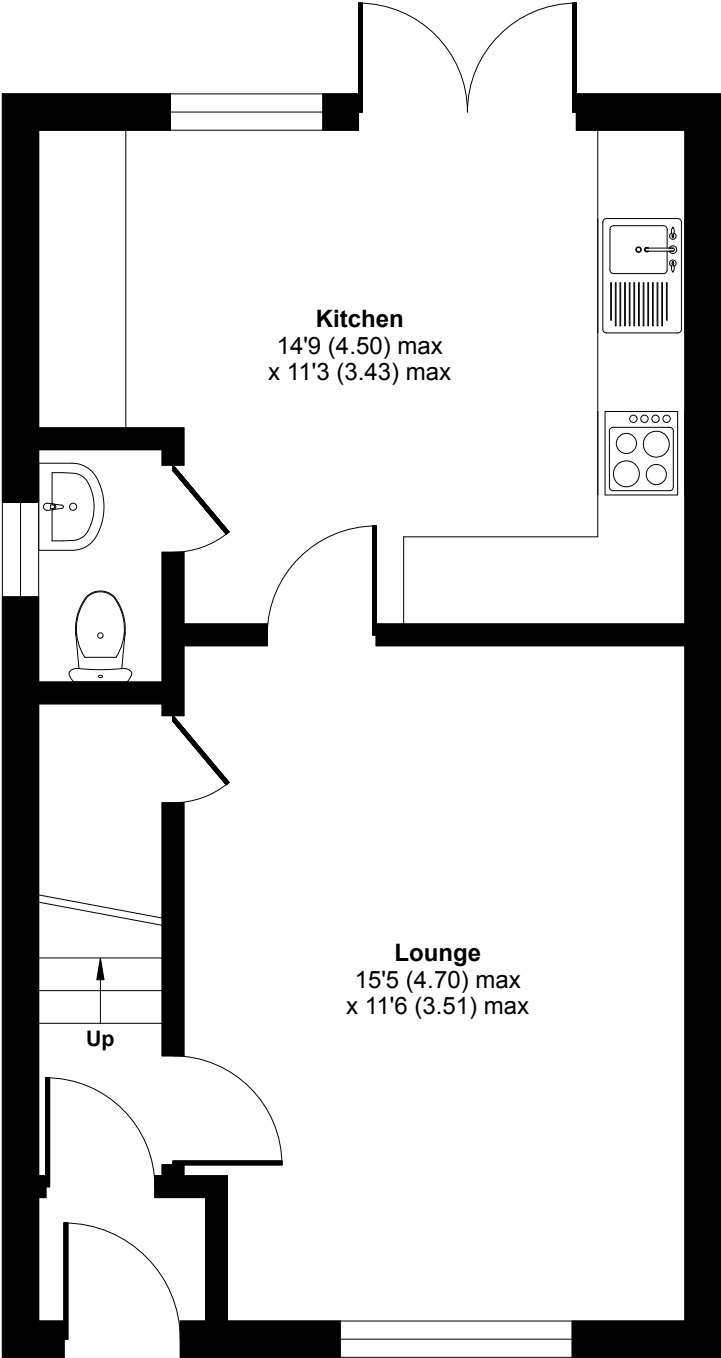 Kitchen
14'9 (4.50) max
x 11'3 (3.43) max
Lounge
15'5 (4.70) max
x 11'6 (3.51) max
Up